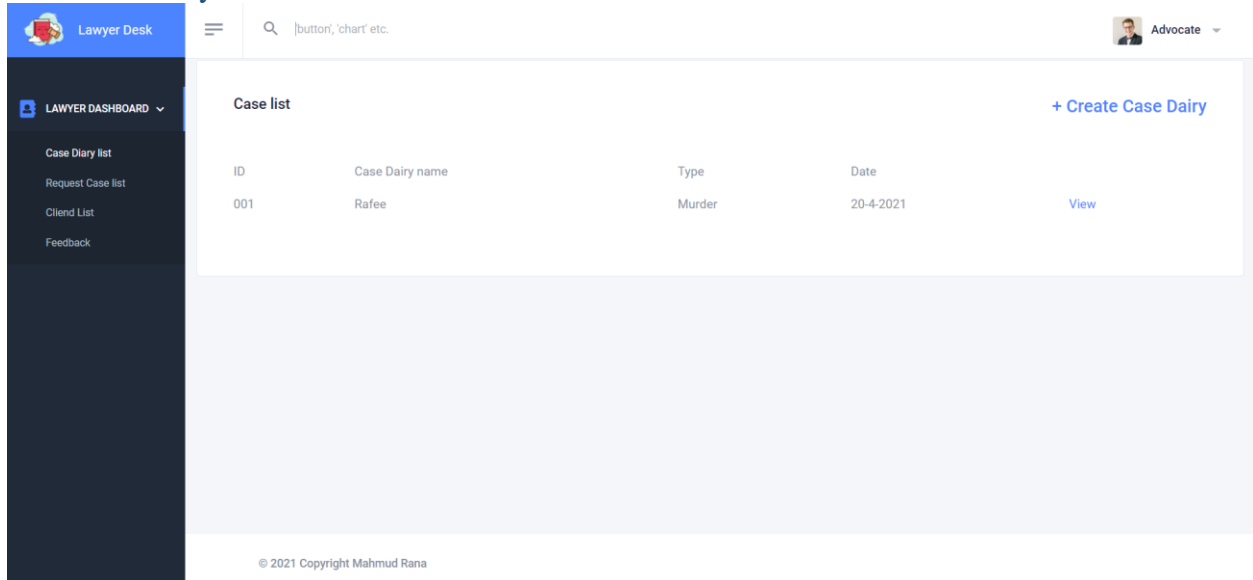 Lawyer Desk
button', 'chart' etc.
Advocate
LAWYER DASHBOARD
Case Diary list
Request Case list
Cliend List
Feedback
Case list
+ Create Case Dairy
ID Case Dairy name Type Date
001 Rafee Murder 20-4-2021 View
© 2021 Copyright Mahmud Rana